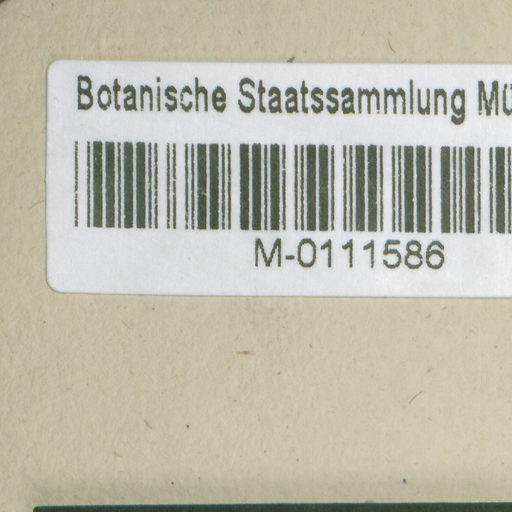 Botanische Staatssammlung Mü
M-0111586